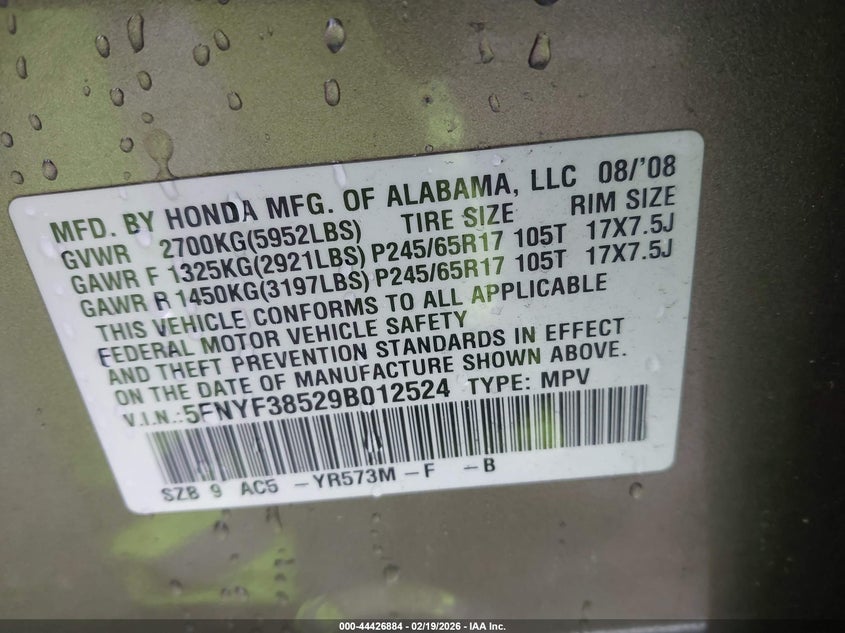 MFD. BY HONDA MFG. OF ALABAMA, LLC 08/'08
GVWR 2700KG(5952LBS) TIRE SIZE RIM SIZE
GAWR F 1325KG(2921LBS) P245/65R17 105T 17X7.5J
GAWR R 1450KG(3197LBS) P245/65R17 105T 17X7.5J
THIS VEHICLE CONFORMS TO ALL APPLICABLE
FEDERAL MOTOR VEHICLE SAFETY
AND THEFT PREVENTION STANDARDS IN EFFECT
ON THE DATE OF MANUFACTURE SHOWN ABOVE.
V.I.N.:5FNYF38529B012524 TYPE: MPV
SZB 9 AC5 -YR573M -F -B
000-44426884 - 02/19/2026 - IAA Inc.